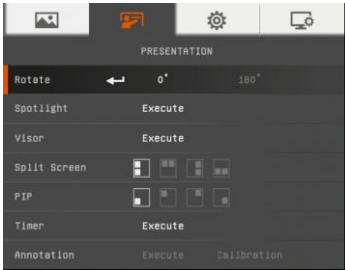 PRESENTATION
Rotate 0° 180°
Spotlight Execute
Visor Execute
Split Screen
PIP
Timer Execute
Annotation Execute Calibration